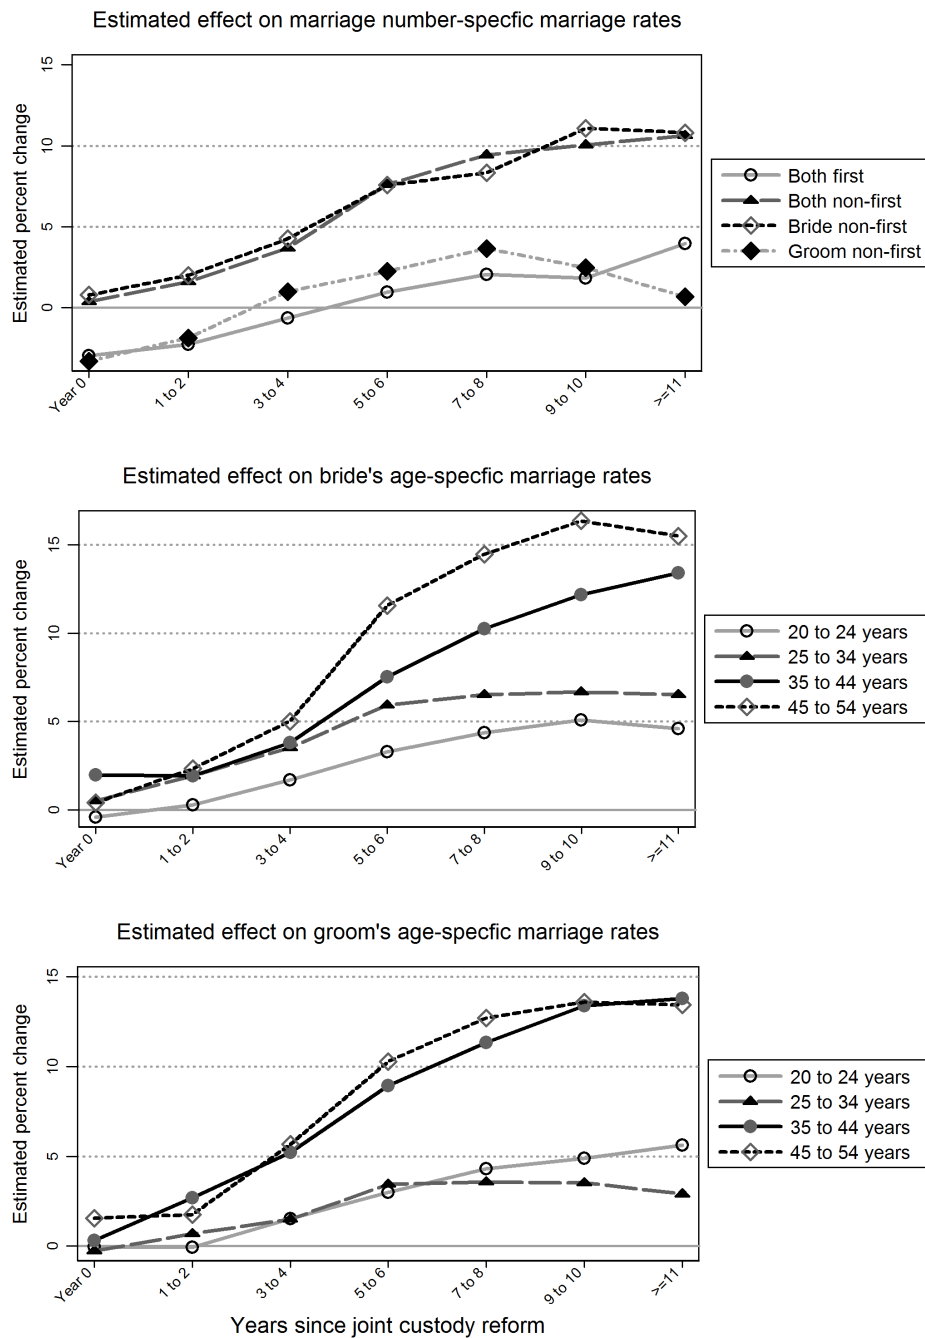 Estimated effect on marriage number-specfic marriage rates
Estimated percent change
15
10
5
0
Year 0
1 to 2
3 to 4
5 to 6
7 to 8
9 to 10
>=11
Both first
Both non-first
Bride non-first
Groom non-first
Estimated effect on bride's age-specfic marriage rates
Estimated percent change
15
10
5
0
Year 0
1 to 2
3 to 4
5 to 6
7 to 8
9 to 10
>=11
20 to 24 years
25 to 34 years
35 to 44 years
45 to 54 years
Estimated effect on groom's age-specfic marriage rates
Estimated percent change
15
10
5
0
Year 0
1 to 2
3 to 4
5 to 6
7 to 8
9 to 10
>=11
20 to 24 years
25 to 34 years
35 to 44 years
45 to 54 years
Years since joint custody reform